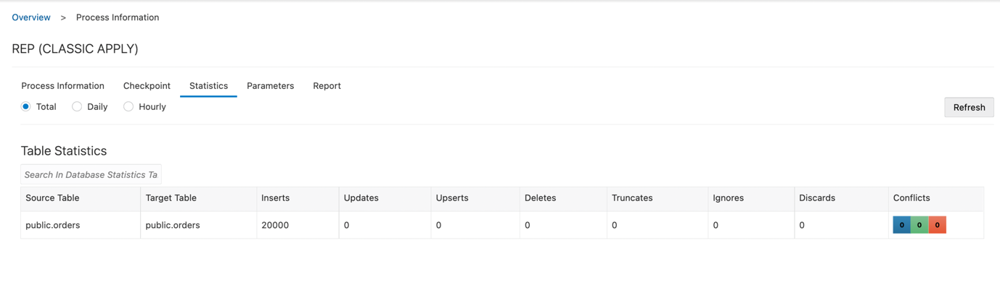 Overview > Process Information
REP (CLASSIC APPLY)
Process Information Checkpoint Statistics Parameters Report
Total Daily Hourly
Refresh
Table Statistics
Search In Database Statistics Ta
Source Table Target Table Inserts Updates Upserts Deletes Truncates Ignores Discards Conflicts
public.orders public.orders 20000 0 0 0 0 0 0 0 0 0